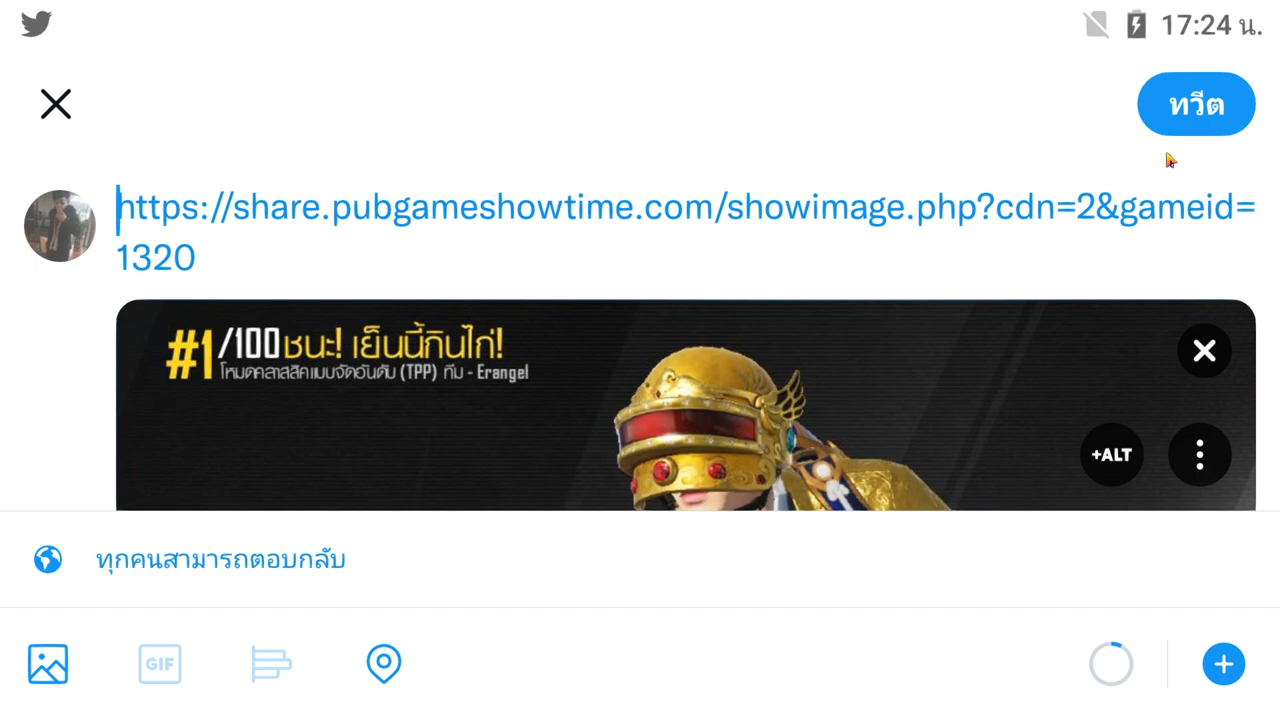 17:24 น.
ทวีต
https://share.pubgameshowtime.com/showimage.php?cdn=2&gameid=
1320
#1/100 ชนะ! เย็นนี้กินไก่!
โหมดคลาสสิคแบบจัดอันดับ (TPP) ทีม - Erangel
+ALT
ทุกคนสามารถตอบกลับ
GIF